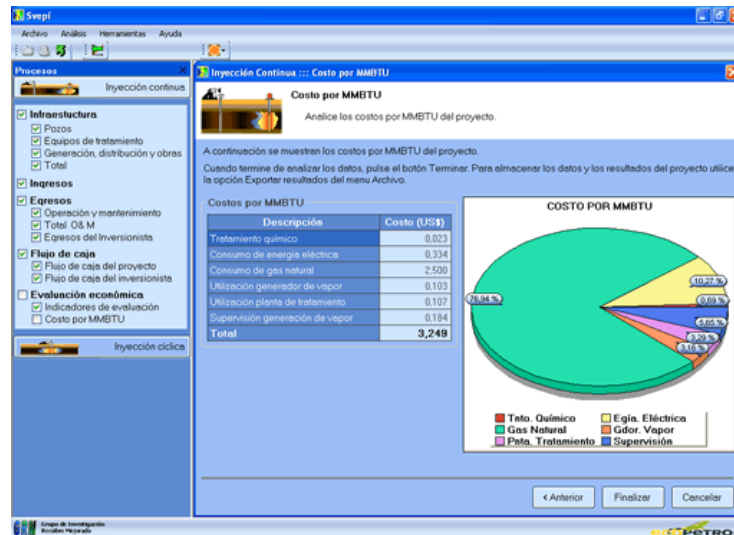 Svepi
Archivo Análisis Herramientas Ayuda
Procesos
Inyección continua
Infraestuctura
Pozos
Equipos de tratamiento
Generación, distribución y obras
Total
Ingresos
Egresos
Operación y mantenimiento
Total O& M
Egresos del Inversionista
Flujo de caja
Flujo de caja del proyecto
Flujo de caja del inversionista
Evaluación económica
Indicadores de evaluación
Costo por MMBTU
Inyección cíclica
Inyección Continua ::: Costo por MMBTU
Costo por MMBTU
Analice los costos por MMBTU del proyecto.
A continuación se muestran los costos por MMBTU del proyecto.
Cuando termine de analizar los datos, pulse el botón Terminar. Para almacenar los datos y los resultados del proyecto utilice
la opción Exportar resultados del menu Archivo.
Costos por MMBTU
Descripción Costo (US$)
Tratamiento químico 0,023
Consumo de energía eléctrica 0,334
Consumo de gas natural 2,500
Utilización generador de vapor 0,103
Utilización planta de tratamiento 0,107
Supervisión generación de vapor 0,184
Total 3,249
COSTO POR MMBTU
76,94 %
10,27 %
0,69 %
5,65 %
3,29 %
3,16 %
Tnto. Químico Egía. Eléctrica
Gas Natural Gdor. Vapor
Pnta. Tratamiento Supervisión
< Anterior Finalizar Cancelar
Grupo de Investigación
Recobro Mejorado
ECOPETRO